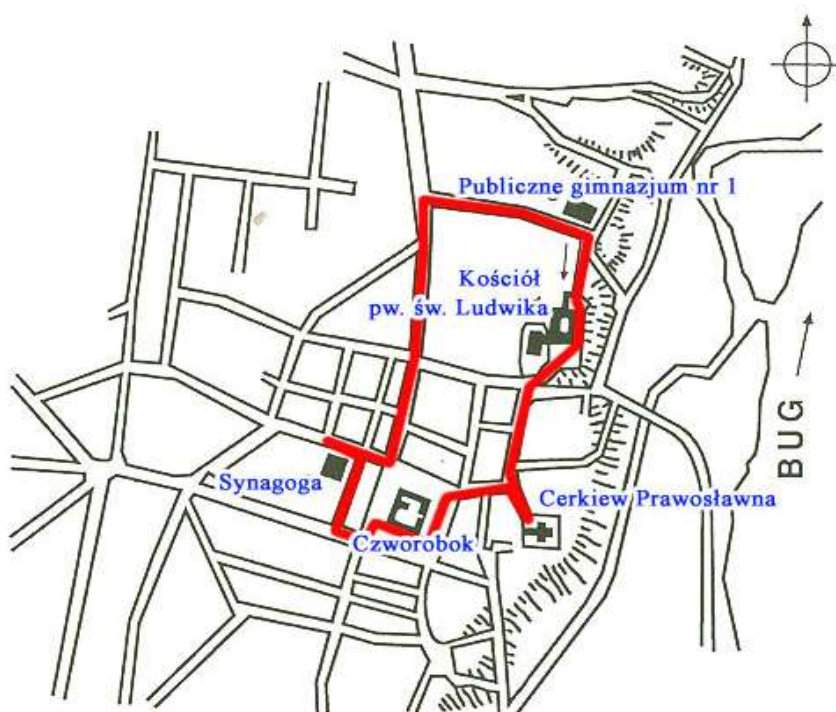 Publiczne gimnazjum nr 1
Kościół
pw. św. Ludwika
BUG
Synagoga
Cerkiew Prawosławna
Czworobok